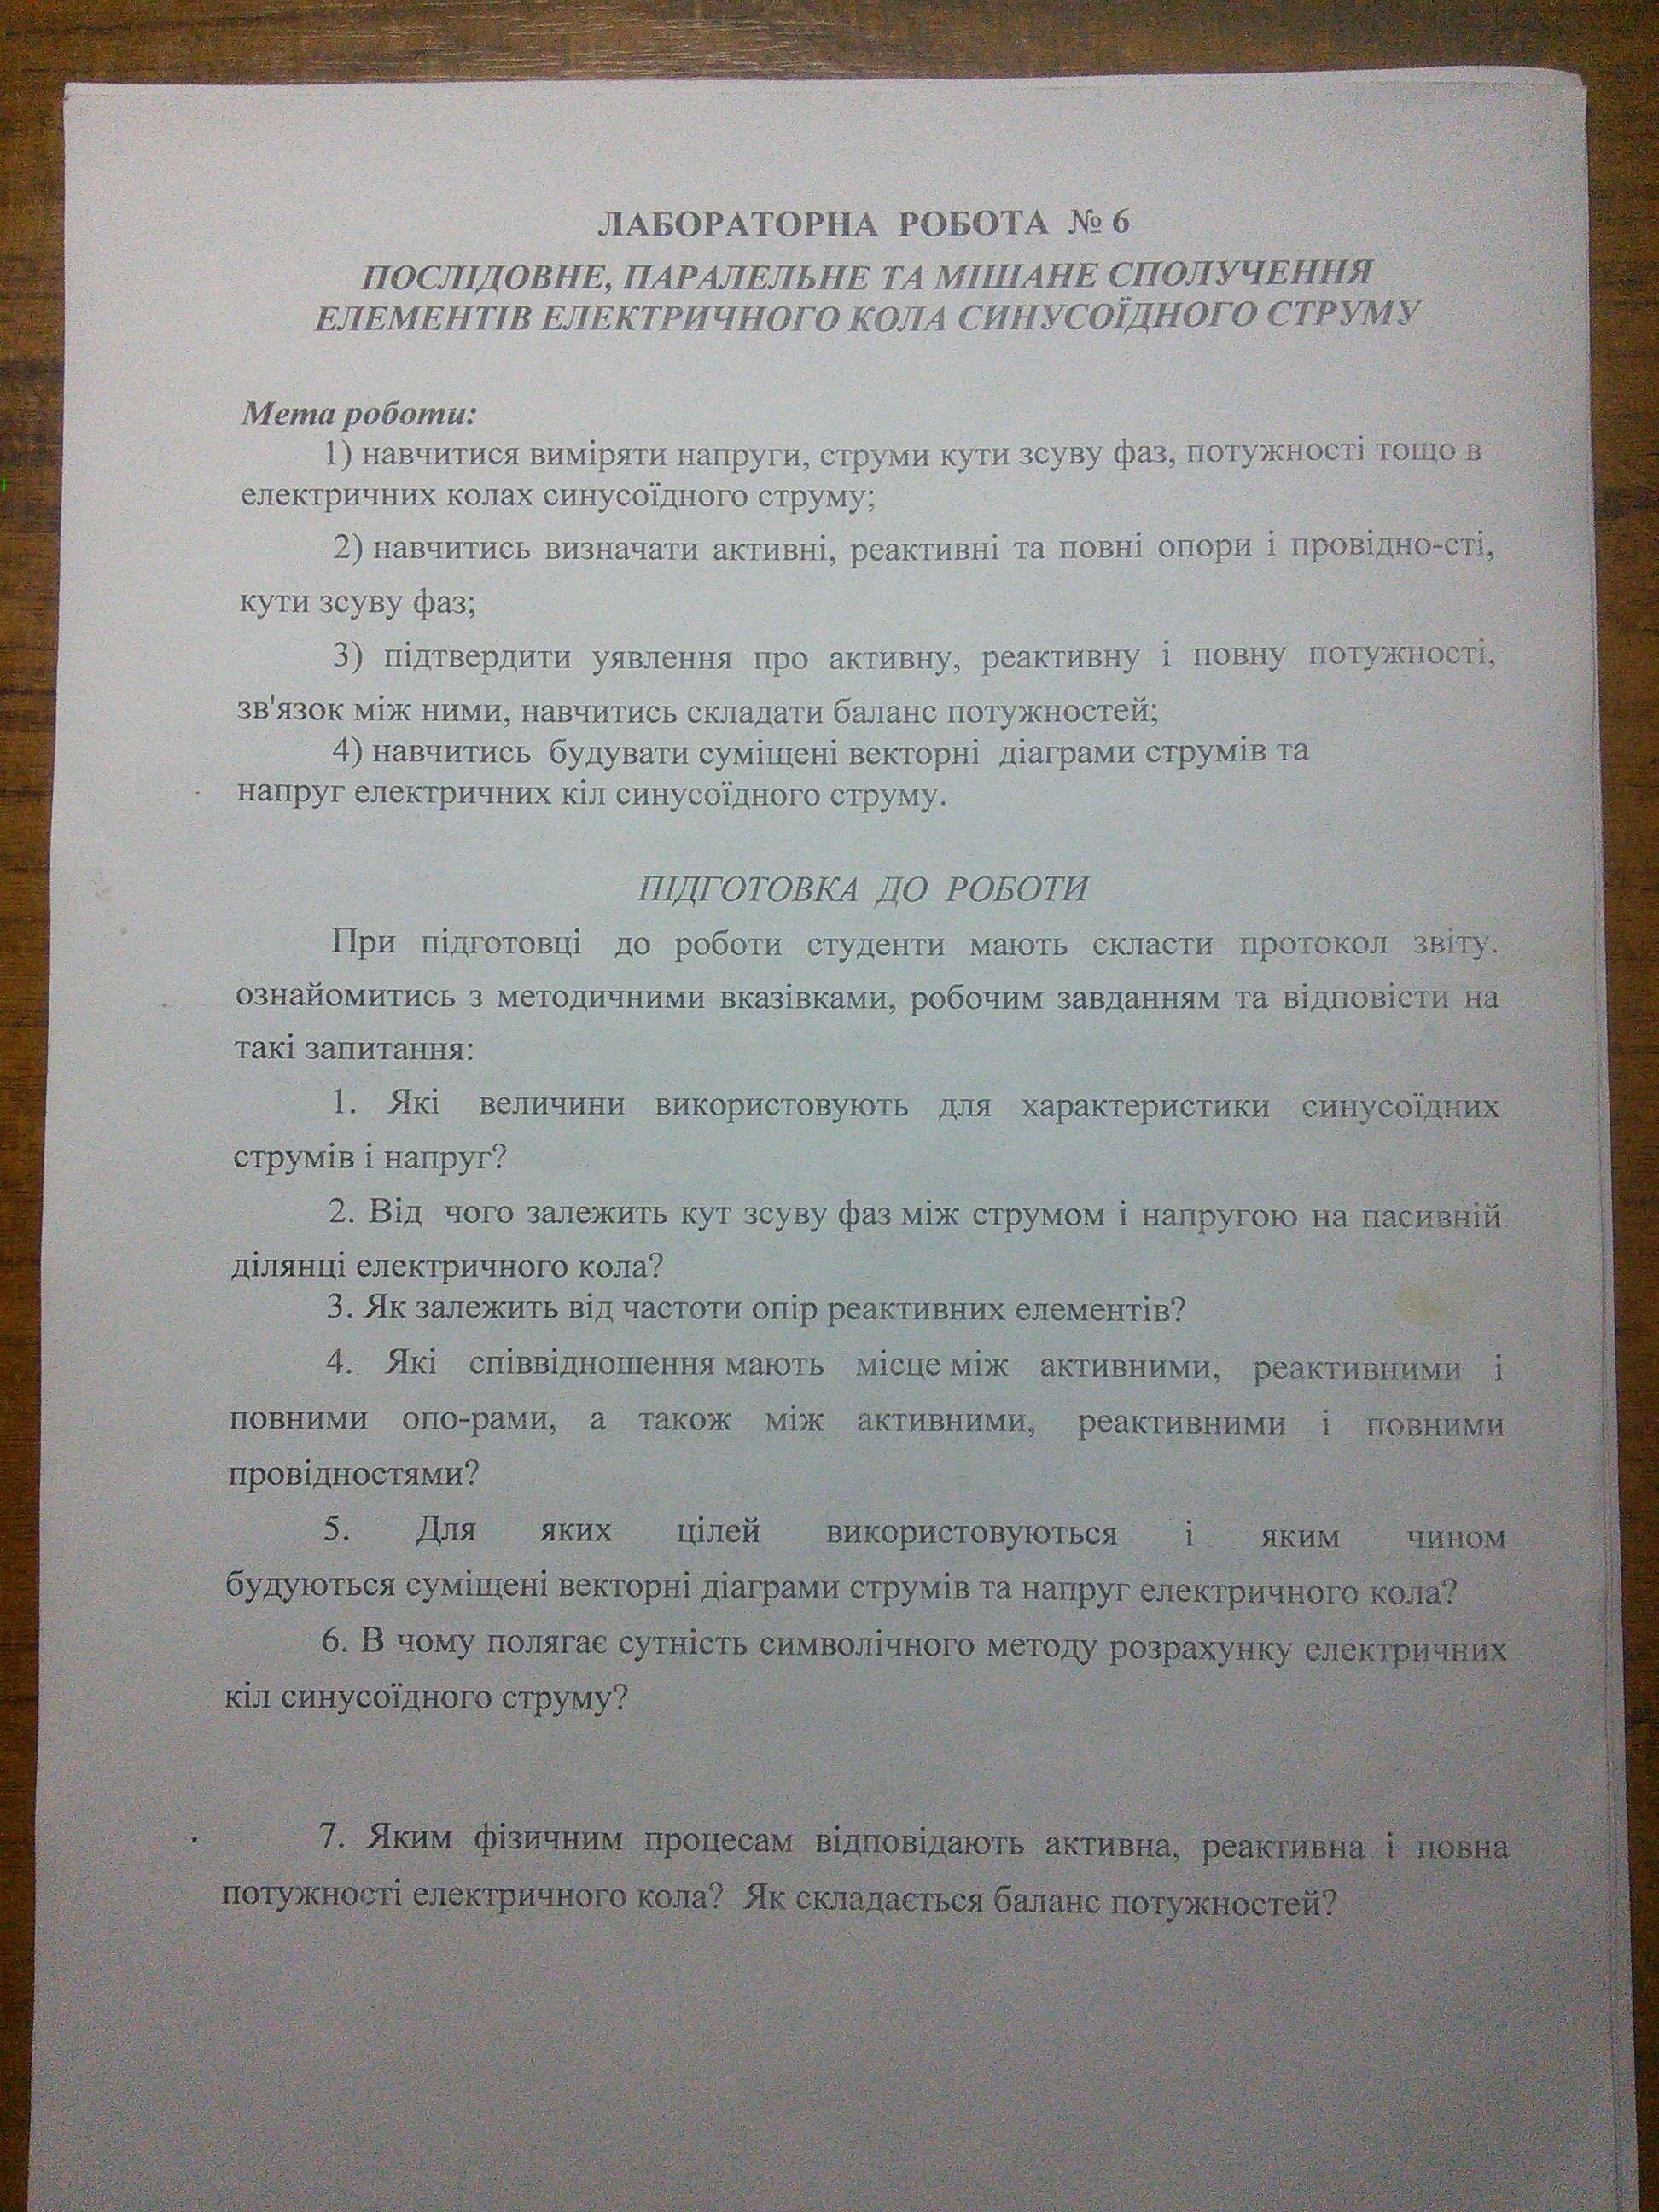 ЛАБОРАТОРНА РОБОТА № 6
ПОСЛІДОВНЕ, ПАРАЛЕЛЬНЕ ТА МІШАНЕ СПОЛУЧЕННЯ
ЕЛЕМЕНТІВ ЕЛЕКТРИЧНОГО КОЛА СИНУСОЇДНОГО СТРУМУ
Мета роботи:
1) навчитися виміряти напруги, струми кути зсуву фаз, потужності тощо в
електричних колах синусоїдного струму;
2) навчитись визначати активні, реактивні та повні опори і провідно-сті,
кути зсуву фаз;
3) підтвердити уявлення про активну, реактивну і повну потужності,
зв'язок між ними, навчитись складати баланс потужностей;
4) навчитись будувати суміщені векторні діаграми струмів та
напруг електричних кіл синусоїдного струму.
ПІДГОТОВКА ДО РОБОТИ
При підготовці до роботи студенти мають скласти протокол звіту.
ознайомитись з методичними вказівками, робочим завданням та відповісти на
такі запитання:
1. Які величини використовують для характеристики синусоїдних
струмів і напруг?
2. Від чого залежить кут зсуву фаз між струмом і напругою на пасивній
ділянці електричного кола?
3. Як залежить від частоти опір реактивних елементів?
4. Які співвідношення мають місце між активними, реактивними і
повними опо-рами, а також між активними, реактивними і повними
провідностями?
5. Для яких цілей використовуються і яким чином
будуються суміщені векторні діаграми струмів та напруг електричного кола?
6. В чому полягає сутність символічного методу розрахунку електричних
кіл синусоїдного струму?
7. Яким фізичним процесам відповідають активна, реактивна і повна
потужності електричного кола? Як складається баланс потужностей?